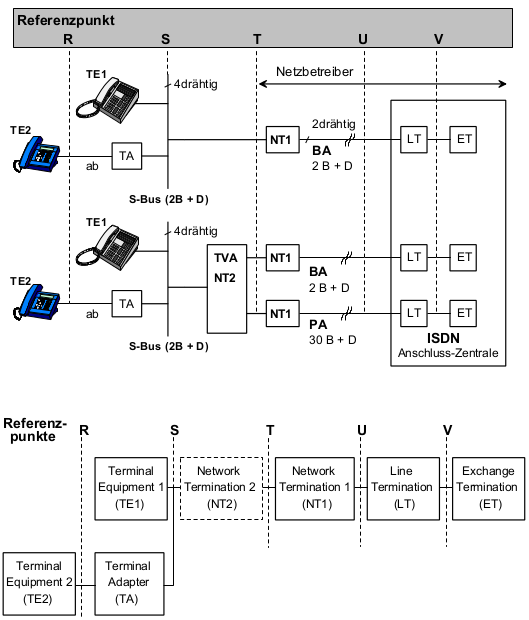 Referenzpunkt
R S T U V
TE1
4drähtig
Netzbetreiber
TE2
ab
TA
NT1
2drähtig
BA
2 B + D
LT
ET
S-Bus (2B + D)
TE1
4drähtig
TVA
NT2
NT1
BA
2 B + D
LT
ET
TE2
ab
TA
NT1
PA
30 B + D
LT
ET
S-Bus (2B + D)
ISDN
Anschluss-Zentrale
Referenz-
punkte
R S T U V
Terminal
Equipment 1
(TE1)
Network
Termination 2
(NT2)
Network
Termination 1
(NT1)
Line
Termination
(LT)
Exchange
Termination
(ET)
Terminal
Equipment 2
(TE2)
Terminal
Adapter
(TA)